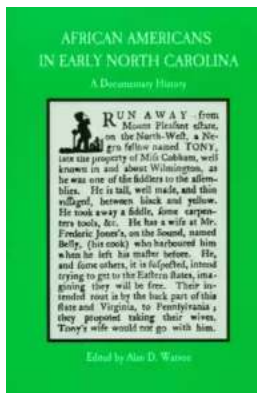 AFRICAN AMERICANS
IN EARLY NORTH CAROLINA
A Documentary History
RUN AWAY from
Mount Pleasant estate,
on the North-West, a Ne-
gro fellow named TONY,
late the property of Miss Cobham, well
known in and about Wilmington, as
he was one of the fiddlers to the assem-
blies. He is tall, well made, and thin
visaged, between black and yellow.
He took away a fiddle, some carpen-
ters tools, &c. He has a wife at Mr.
Frederic Jones's, on the Sound, named
Betty, (his cook) who harboured him
when he left his master before. He,
and some others, it is suspected, intend
trying to get to the Eastern states, ima-
gining they will be free. Their in-
tended rout is by the back part of this
state and Virginia, to Pennsylvania;
they proposed taking their wives.
Tony's wife would not go with him.
Edited by Alan D. Watson